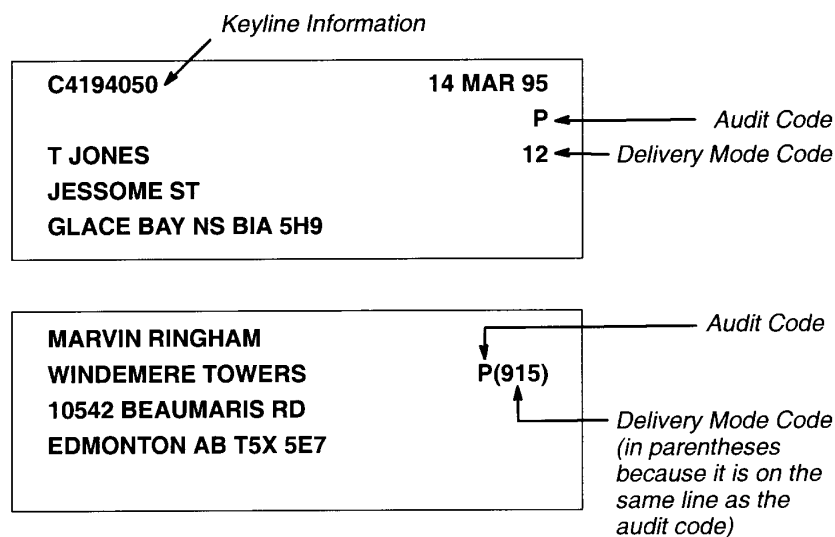 Keyline Information
C4194050 14 MAR 95
P Audit Code
T JONES 12 Delivery Mode Code
JESSOME ST
GLACE BAY NS BIA 5H9
MARVIN RINGHAM Audit Code
WINDEMERE TOWERS P(915)
10542 BEAUMARIS RD
EDMONTON AB T5X 5E7
Delivery Mode Code
(in parentheses
because it is on the
same line as the
audit code)